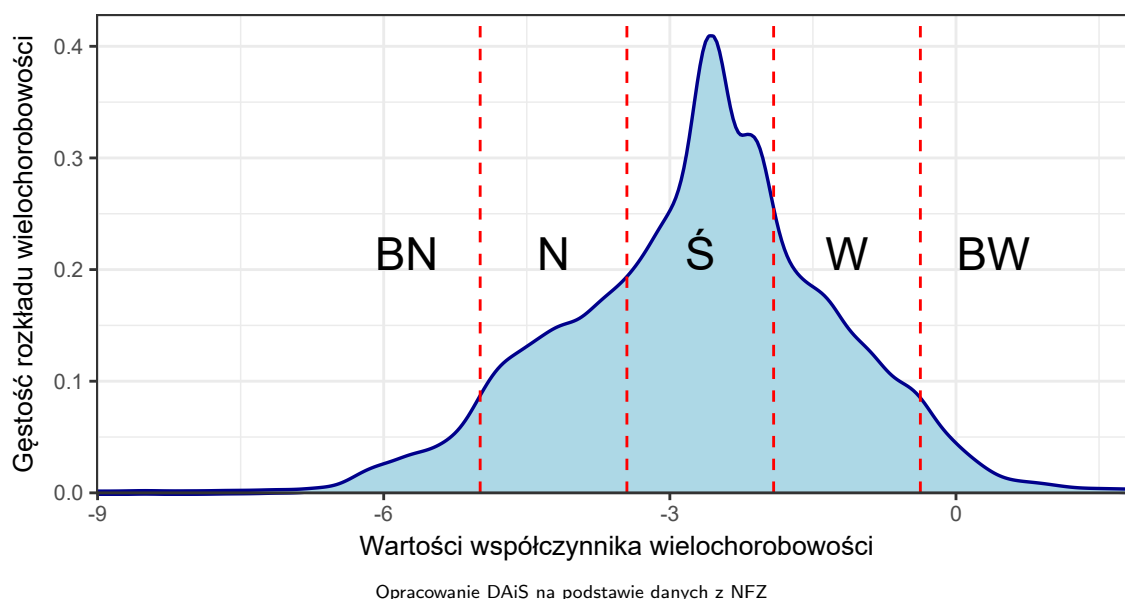 Gęstość rozkładu wielochorobowości
0.4
0.3
0.2
0.1
0.0
BN N Ś W BW
-9 -6 -3 0
Wartości współczynnika wielochorobowości
Opracowanie DAiS na podstawie danych z NFZ